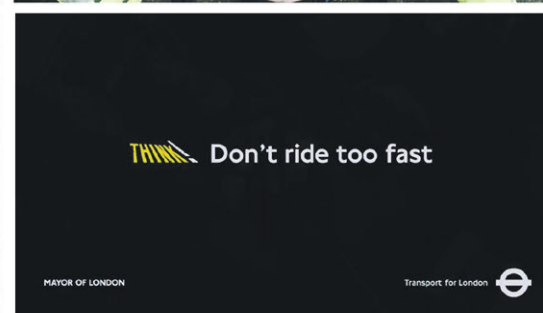 THINK! Don't ride too fast
MAYOR OF LONDON
Transport for London